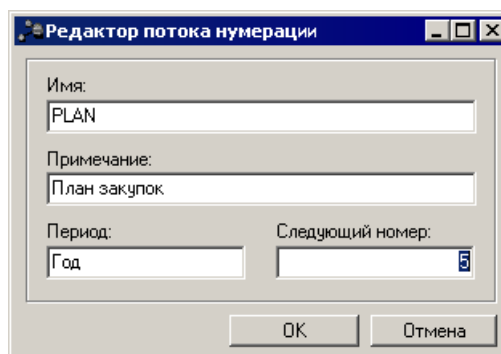 Редактор потока нумерации
Имя:
PLAN
Примечание:
План закупок
Период: Следующий номер:
Год 5
OK Отмена